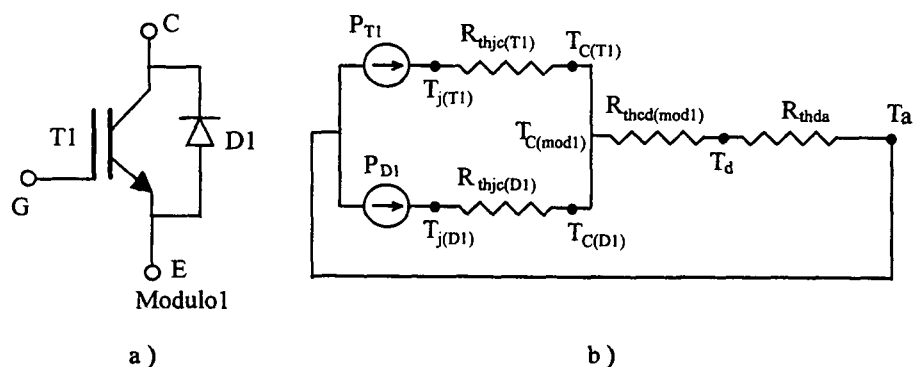 C
T1
D1
G
E
Modulo1
a )
P_T1
R_thjc(T1)
T_C(T1)
T_j(T1)
R_thcd(mod1)
R_thda
Ta
T_C(mod1)
T_d
P_D1
R_thjc(D1)
T_j(D1)
T_C(D1)
b )